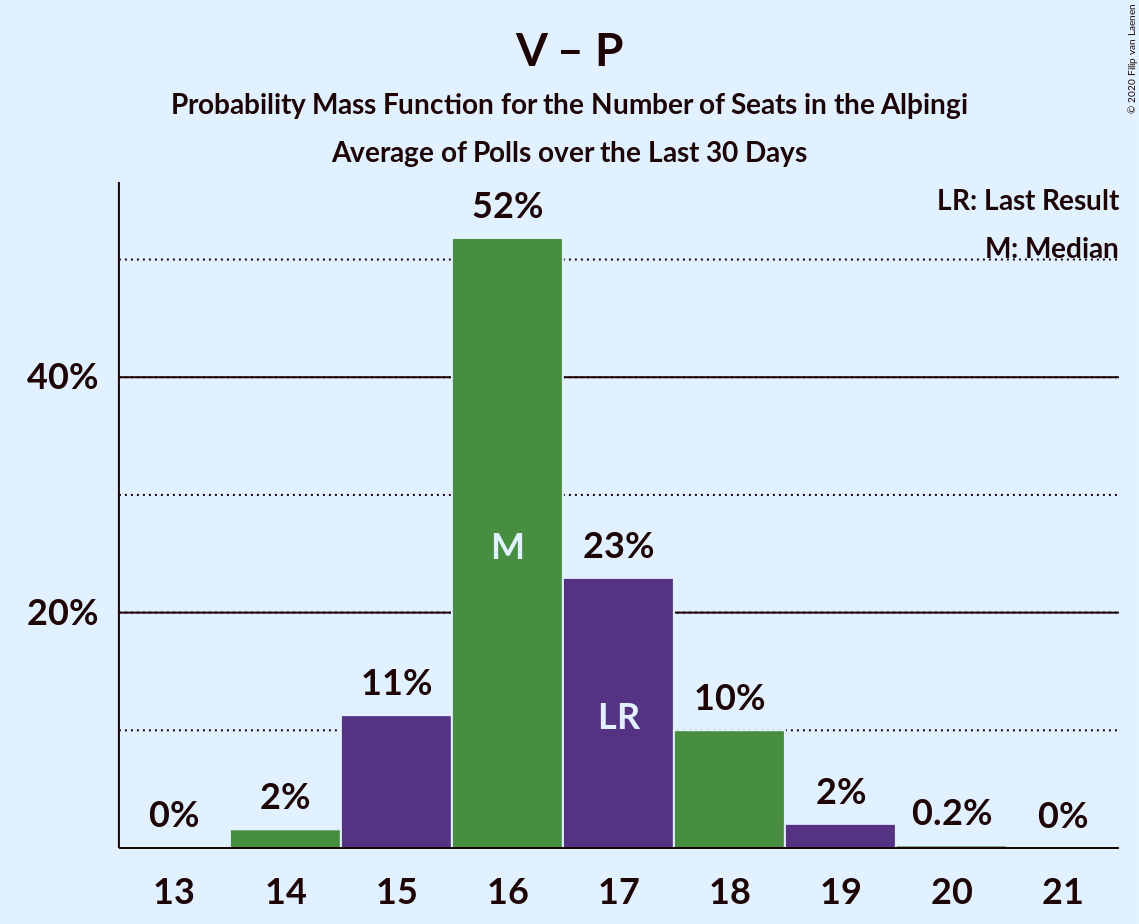 V – P
Probability Mass Function for the Number of Seats in the Alþingi
Average of Polls over the Last 30 Days
© 2020 Filip van Laenen
LR: Last Result
M: Median
52%
40%
M
23%
20%
11%
LR
10%
0%
2%
2%
0.2%
0%
13 14 15 16 17 18 19 20 21